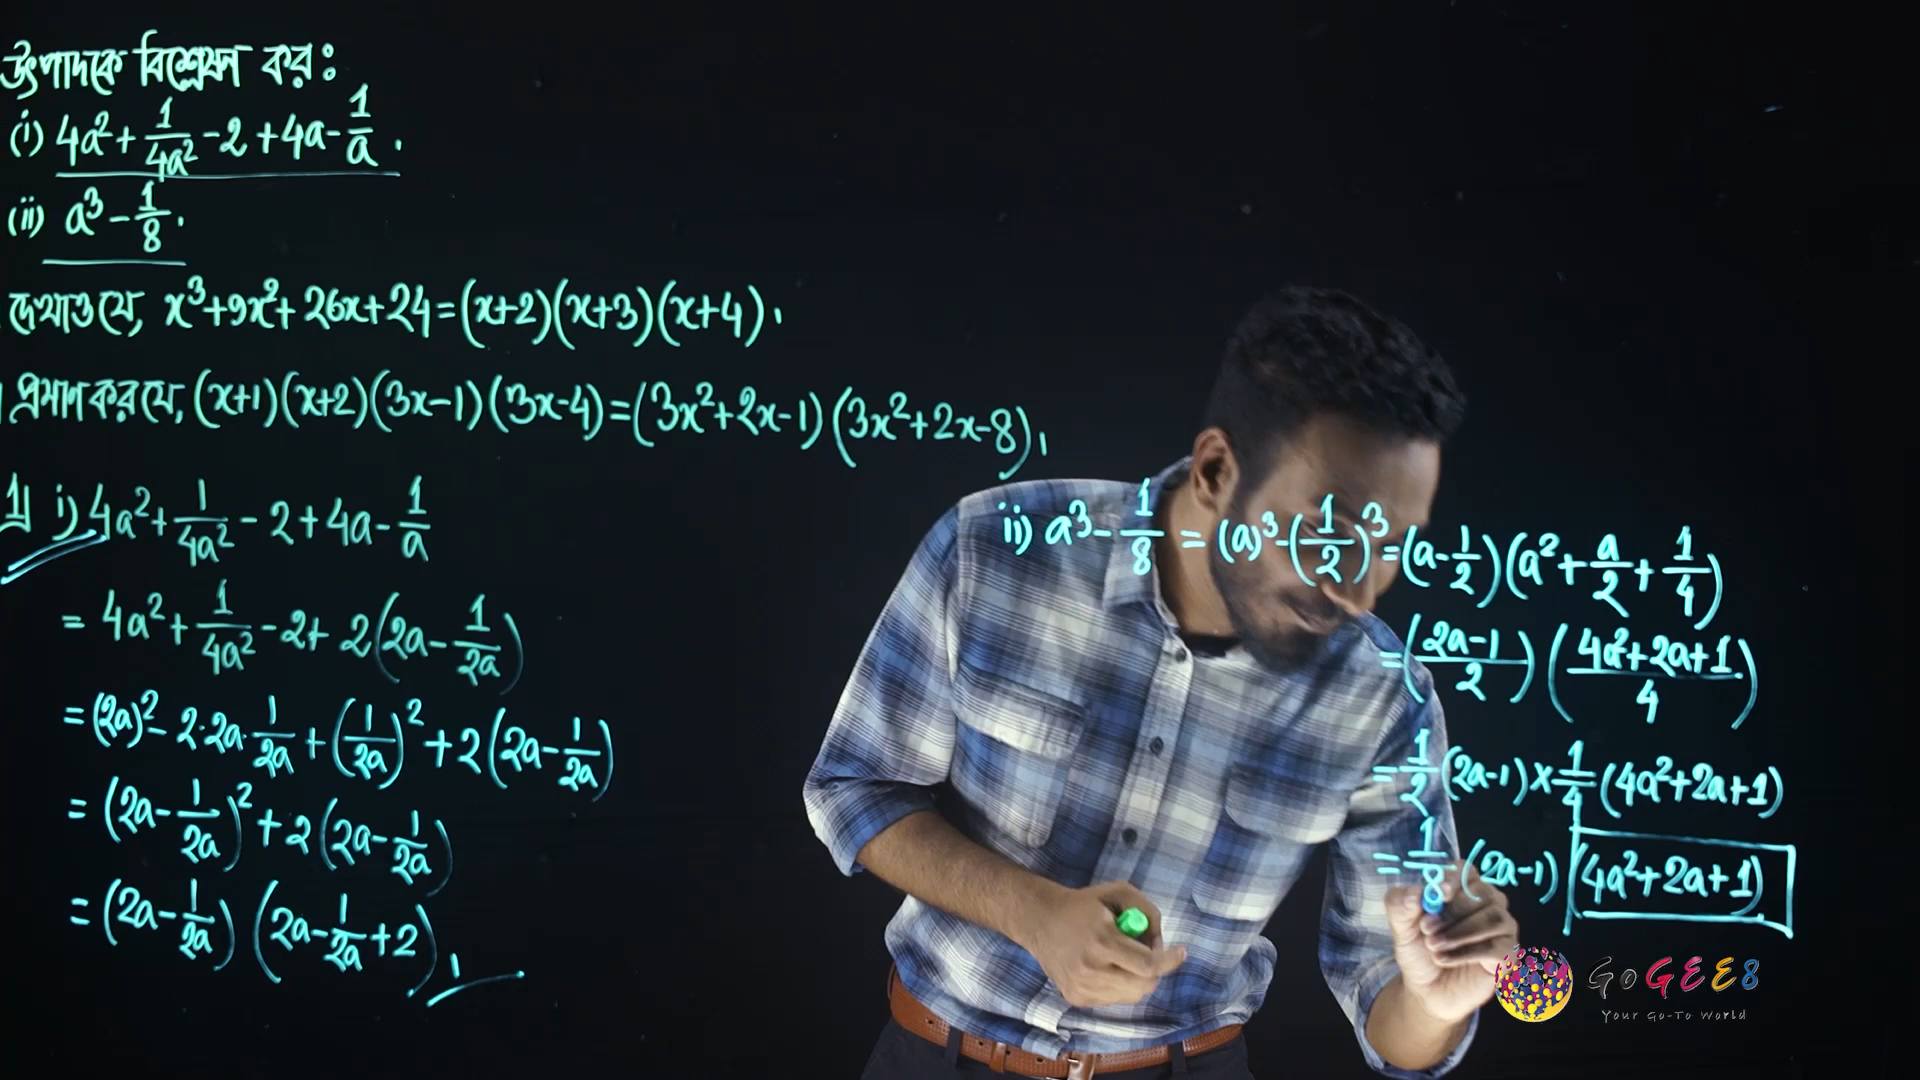 উৎপাদকে বিশ্লেষন কর:
(i) 4a² + 1/4a² - 2 + 4a - 1/a .
(ii) a³ - 1/8 .
দেখাও যে, x³+9x²+26x+24=(x+2)(x+3)(x+4).
প্রমাণ কর যে, (x+1)(x+2)(3x-1)(3x-4)=(3x²+2x-1)(3x²+2x-8).
1) i) 4a² + 1/4a² - 2 + 4a - 1/a
= 4a² + 1/4a² - 2 + 2(2a - 1/2a)
= (2a)² - 2·2a·1/2a + (1/2a)² + 2(2a - 1/2a)
= (2a - 1/2a)² + 2(2a - 1/2a)
= (2a - 1/2a)(2a - 1/2a + 2),
ii) a³ - 1/8 = (a)³ - (1/2)³ = (a - 1/2)(a² + a/2 + 1/4)
= (2a-1/2)(4a²+2a+1/4)
= 1/2 (2a-1) × 1/4 (4a²+2a+1)
= 1/8 (2a-1) (4a²+2a+1)
GoGEE8
Your Go-To World